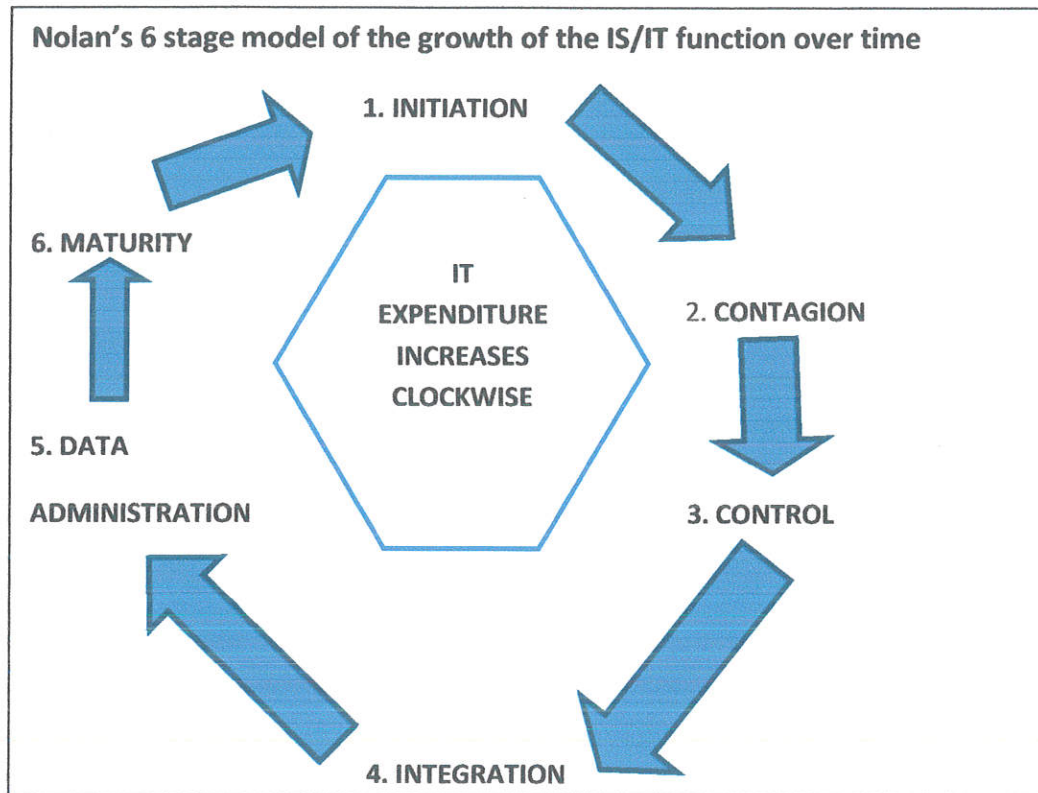 Nolan's 6 stage model of the growth of the IS/IT function over time
1. INITIATION
2. CONTAGION
3. CONTROL
4. INTEGRATION
5. DATA
ADMINISTRATION
6. MATURITY
IT
EXPENDITURE
INCREASES
CLOCKWISE